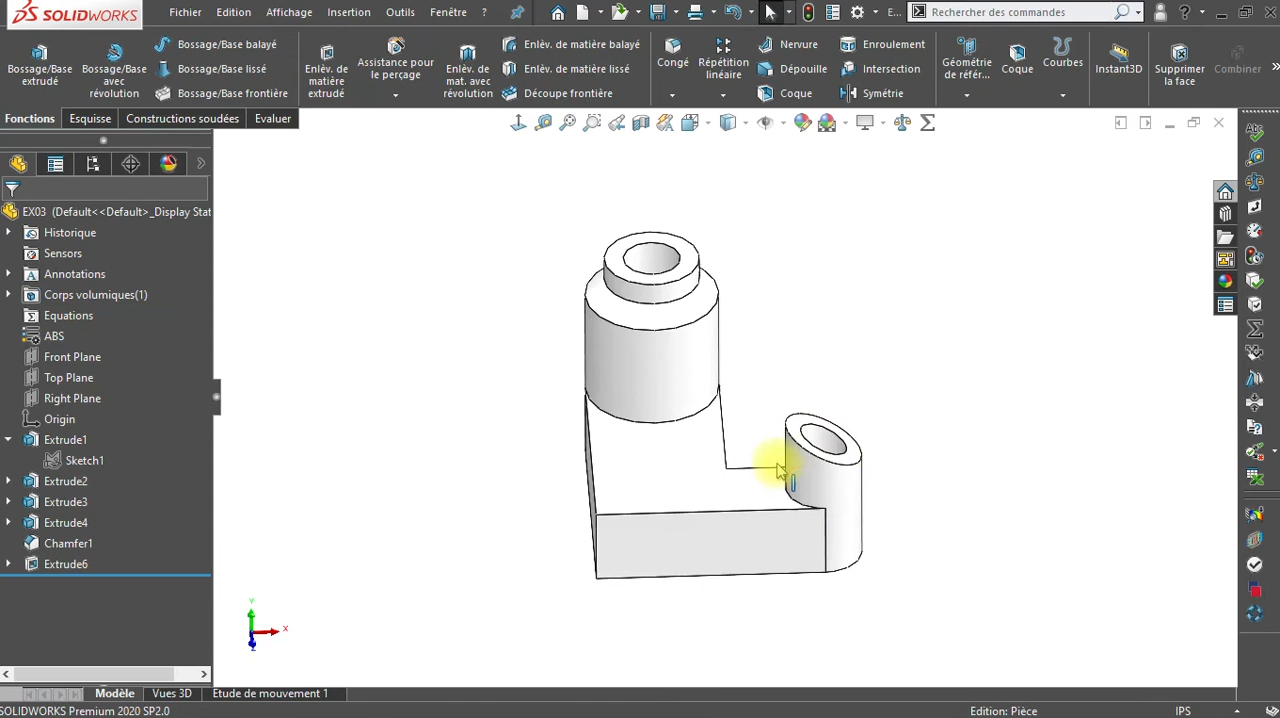 SOLIDWORKS
Fichier Edition Affichage Insertion Outils Fenêtre ?
E...
Rechercher des commandes
?
Bossage/Base extrudé
Bossage/Base avec révolution
Bossage/Base balayé
Bossage/Base lissé
Bossage/Base frontière
Enlèv. de matière extrudé
Assistance pour le perçage
Enlèv. de mat. avec révolution
Enlèv. de matière balayé
Enlèv. de matière lissé
Découpe frontière
Congé
Répétition linéaire
Nervure
Dépouille
Coque
Enroulement
Intersection
Symétrie
Géométrie de référ...
Coque
Courbes
Instant3D
Supprimer la face
Combiner
Fonctions Esquisse Constructions soudées Evaluer
EX03 (Default<<Default>_Display Stat
Historique
Sensors
Annotations
Corps volumiques(1)
Equations
ABS
Front Plane
Top Plane
Right Plane
Origin
Extrude1
Sketch1
Extrude2
Extrude3
Extrude4
Chamfer1
Extrude6
Y
X
Z
Modèle Vues 3D Etude de mouvement 1
SOLIDWORKS Premium 2020 SP2.0
Edition: Pièce
IPS